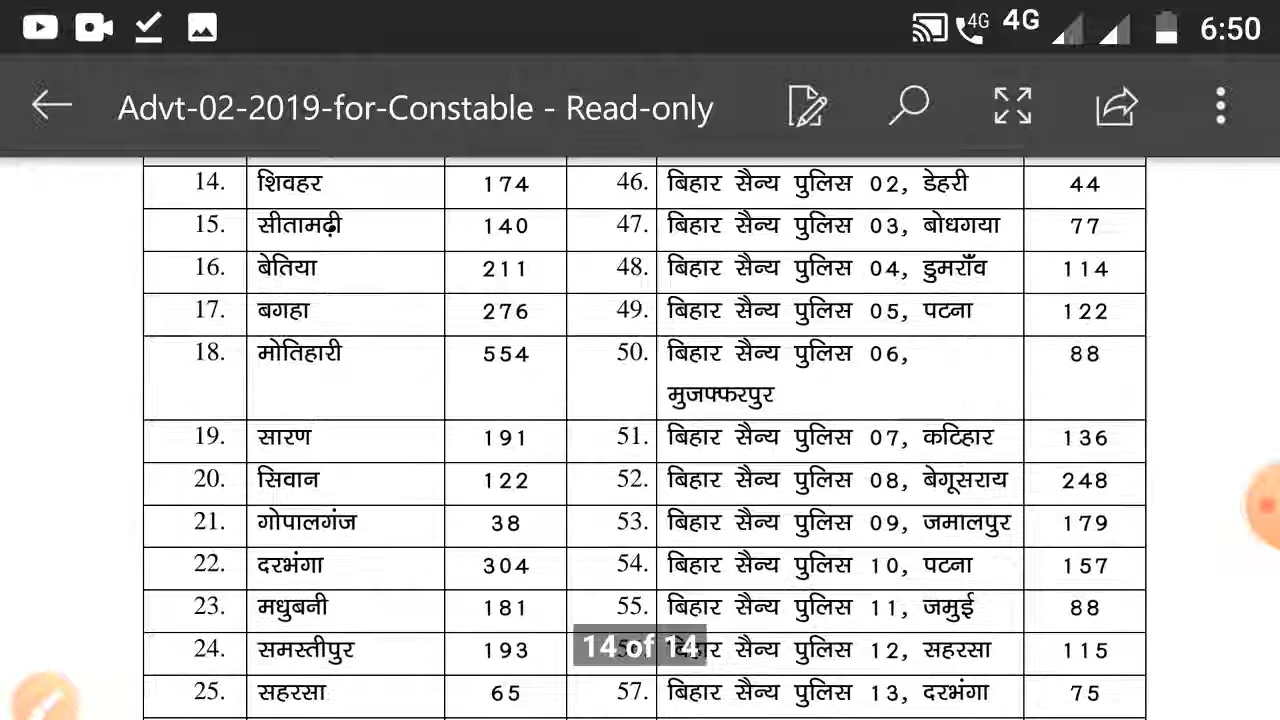 4G 4G 6:50
Advt-02-2019-for-Constable - Read-only
14. शिवहर 174 46. बिहार सैन्य पुलिस 02, डेहरी 44
15. सीतामढ़ी 140 47. बिहार सैन्य पुलिस 03, बोधगया 77
16. बेतिया 211 48. बिहार सैन्य पुलिस 04, डुमराँव 114
17. बगहा 276 49. बिहार सैन्य पुलिस 05, पटना 122
18. मोतिहारी 554 50. बिहार सैन्य पुलिस 06, 88
मुजफ्फरपुर
19. सारण 191 51. बिहार सैन्य पुलिस 07, कटिहार 136
20. सिवान 122 52. बिहार सैन्य पुलिस 08, बेगूसराय 248
21. गोपालगंज 38 53. बिहार सैन्य पुलिस 09, जमालपुर 179
22. दरभंगा 304 54. बिहार सैन्य पुलिस 10, पटना 157
23. मधुबनी 181 55. बिहार सैन्य पुलिस 11, जमुई 88
24. समस्तीपुर 193 14 of 14 बिहार सैन्य पुलिस 12, सहरसा 115
25. सहरसा 65 57. बिहार सैन्य पुलिस 13, दरभंगा 75